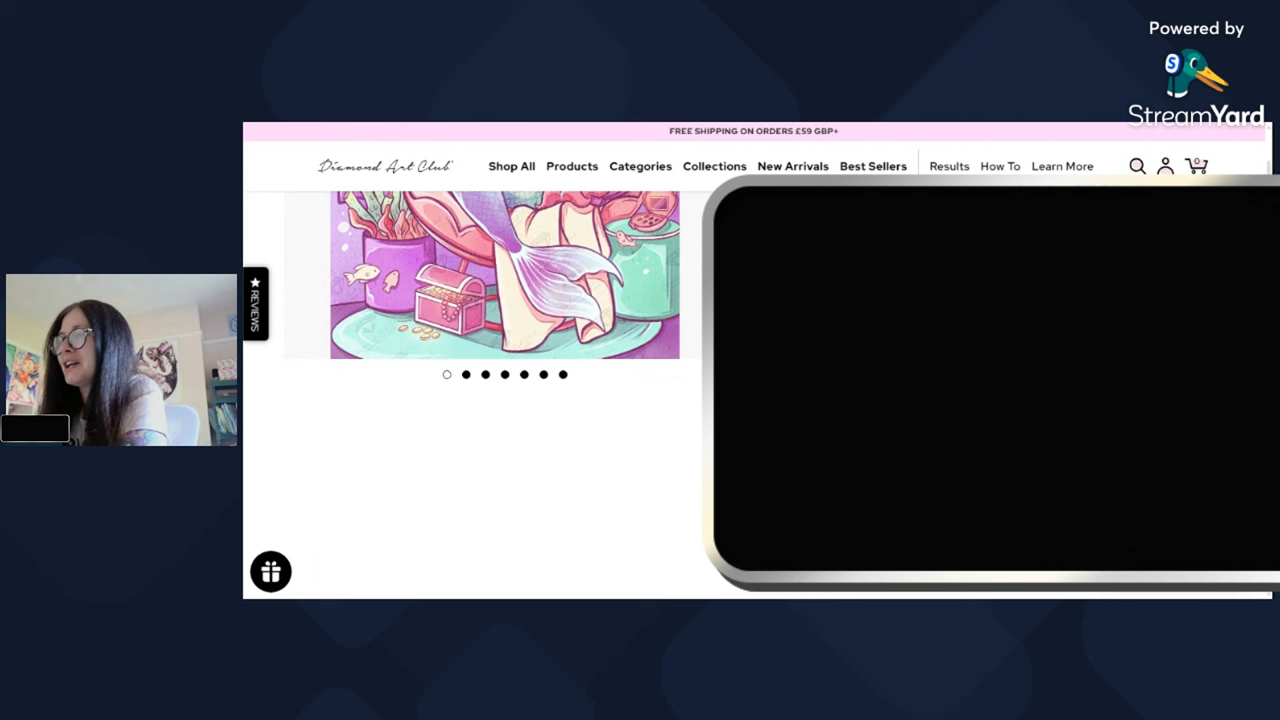 Powered by
StreamYard
FREE SHIPPING ON ORDERS £59 GBP+
Diamond Art Club
Shop All Products Categories Collections New Arrivals Best Sellers Results How To Learn More
0
★ REVIEWS